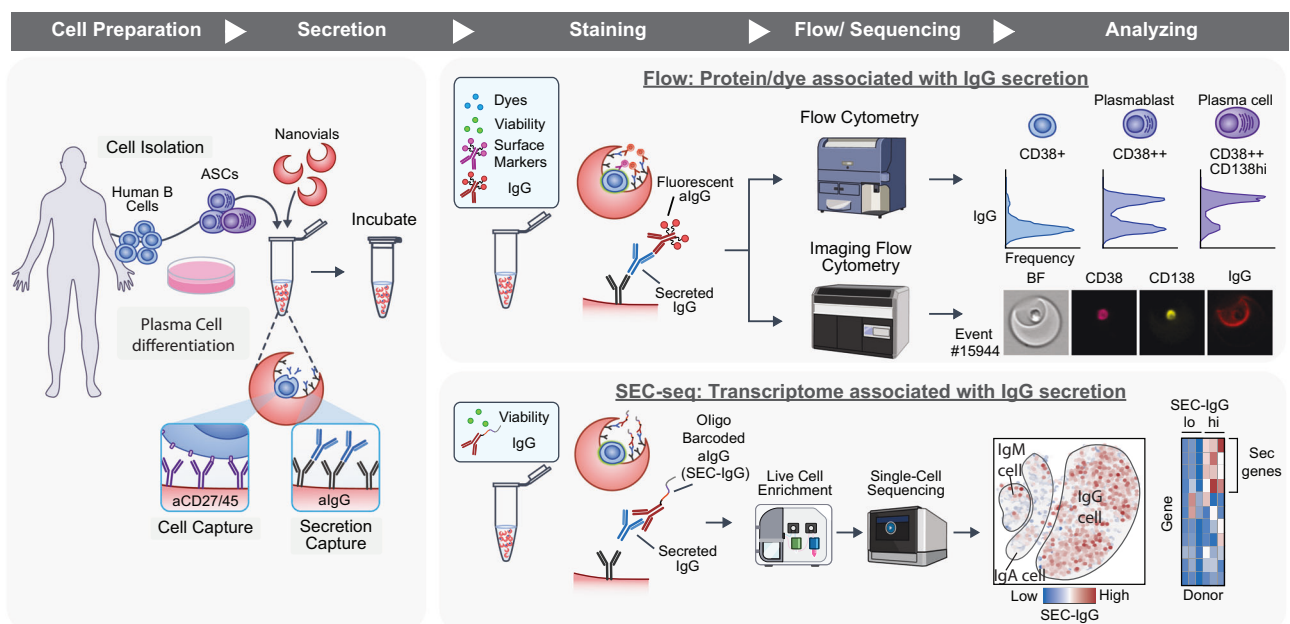 Cell Preparation
Secretion
Staining
Flow/ Sequencing
Analyzing
Cell Isolation
Human B
Cells
ASCs
Nanovials
Incubate
Plasma Cell
differentiation
aCD27/45
Cell Capture
aIgG
Secretion
Capture
Flow: Protein/dye associated with IgG secretion
Dyes
Viability
Surface
Markers
IgG
Fluorescent
aIgG
Secreted
IgG
Flow Cytometry
Imaging Flow
Cytometry
CD38+
Plasmablast
CD38++
Plasma cell
CD38++
CD138hi
IgG
Frequency
BF
CD38
CD138
IgG
Event
#15944
SEC-seq: Transcriptome associated with IgG secretion
Viability
IgG
Oligo
Barcoded
aIgG
(SEC-IgG)
Secreted
IgG
Live Cell
Enrichment
Single-Cell
Sequencing
IgM
cell
IgG
cell
IgA cell
Low
High
SEC-IgG
SEC-IgG
lo hi
Sec
genes
Gene
Donor